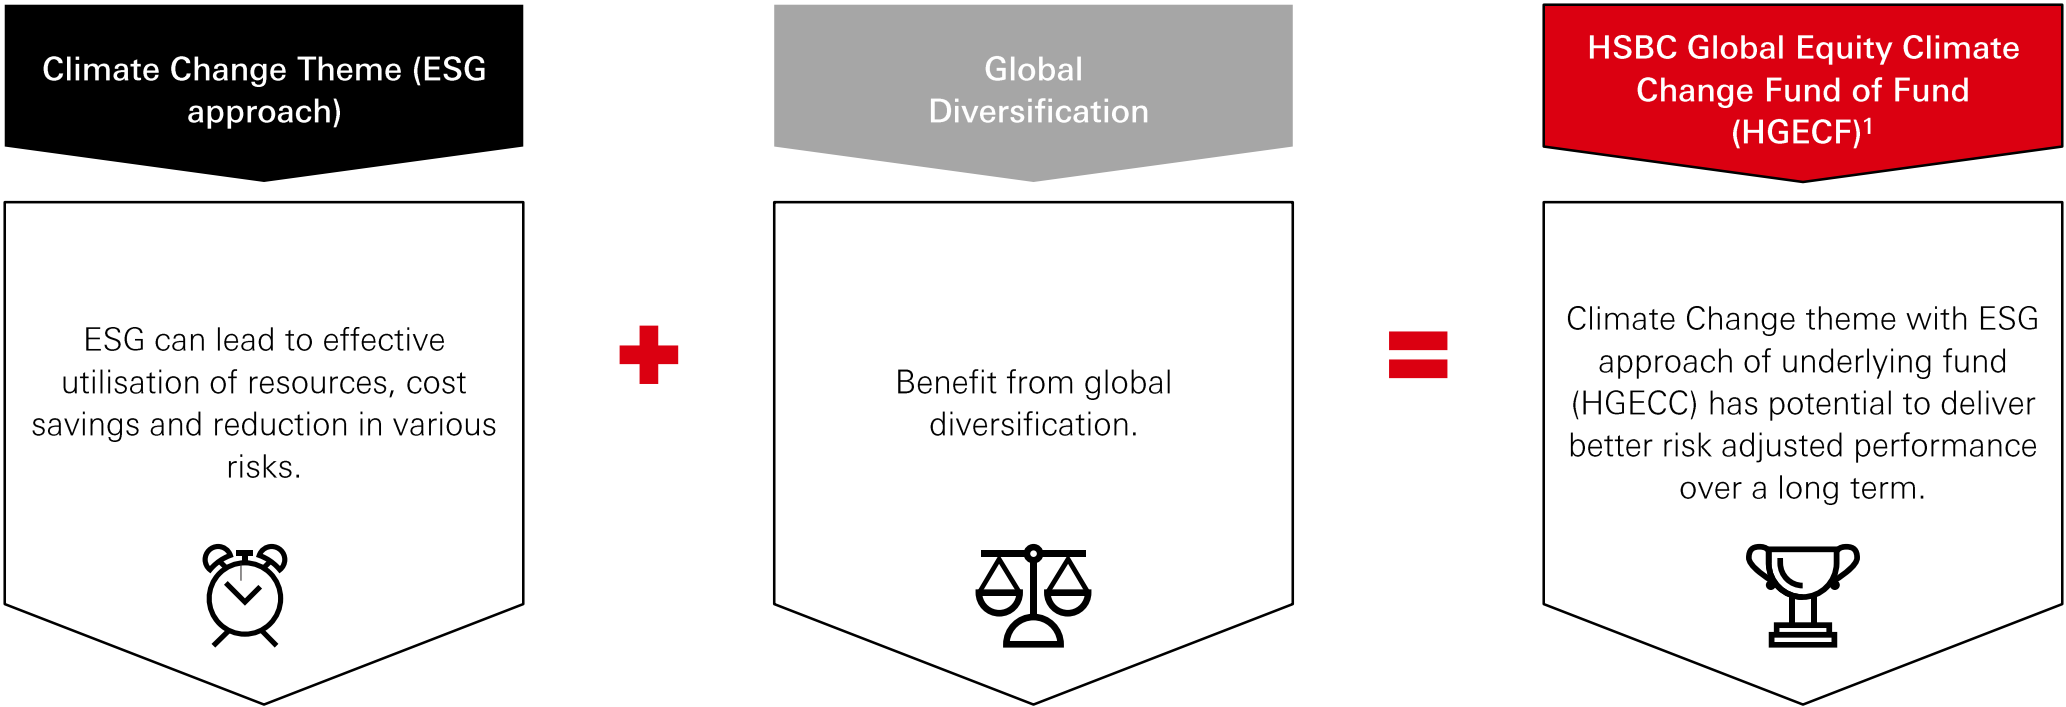 Climate Change Theme (ESG
approach)
ESG can lead to effective
utilisation of resources, cost
savings and reduction in various
risks.
Global
Diversification
Benefit from global
diversification.
HSBC Global Equity Climate
Change Fund of Fund
(HGECF)¹
Climate Change theme with ESG
approach of underlying fund
(HGECC) has potential to deliver
better risk adjusted performance
over a long term.